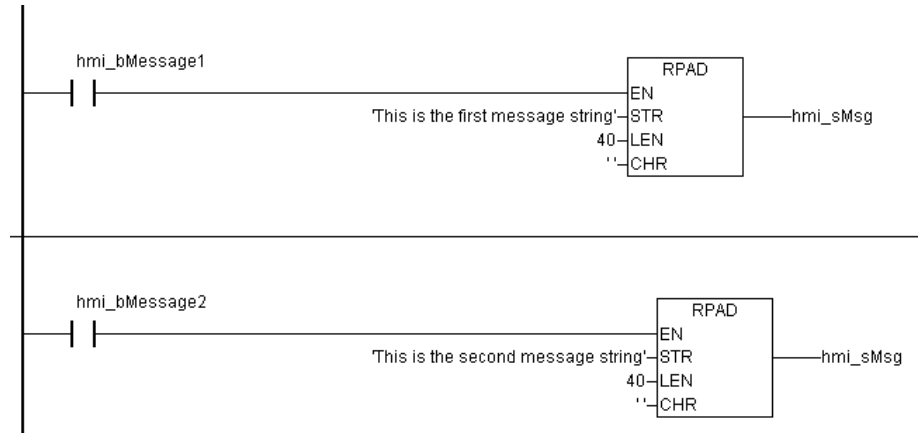 hmi_bMessage1
RPAD
EN
'This is the first message string' STR hmi_sMsg
40 LEN
' ' CHR
hmi_bMessage2
RPAD
EN
'This is the second message string' STR hmi_sMsg
40 LEN
' ' CHR